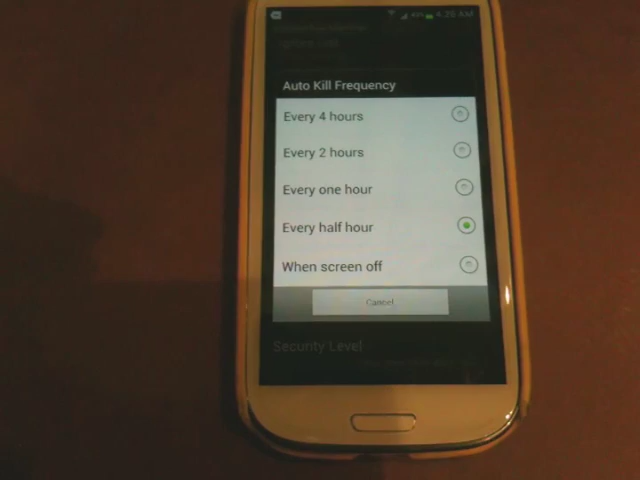 4:26 AM
Auto Kill Frequency
Every 4 hours
Every 2 hours
Every one hour
Every half hour
When screen off
Cancel
Security Level